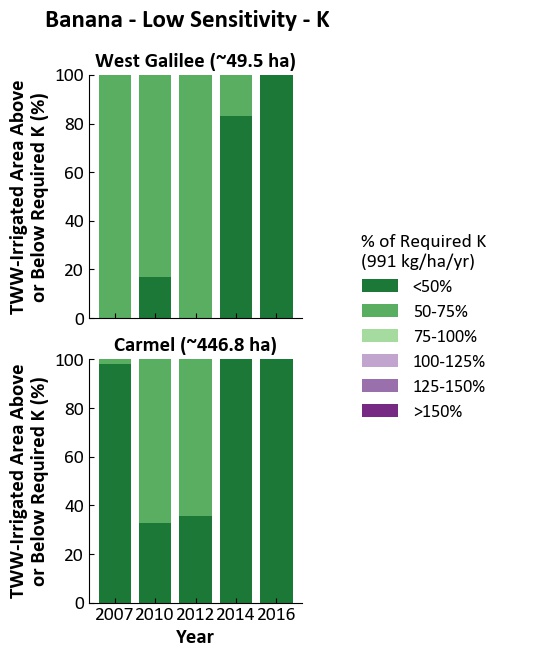 Banana - Low Sensitivity - K
West Galilee (~49.5 ha)
TWW-Irrigated Area Above
or Below Required K (%)
100
80
60
40
20
0
Carmel (~446.8 ha)
TWW-Irrigated Area Above
or Below Required K (%)
100
80
60
40
20
0
2007 2010 2012 2014 2016
Year
% of Required K
(991 kg/ha/yr)
<50%
50-75%
75-100%
100-125%
125-150%
>150%